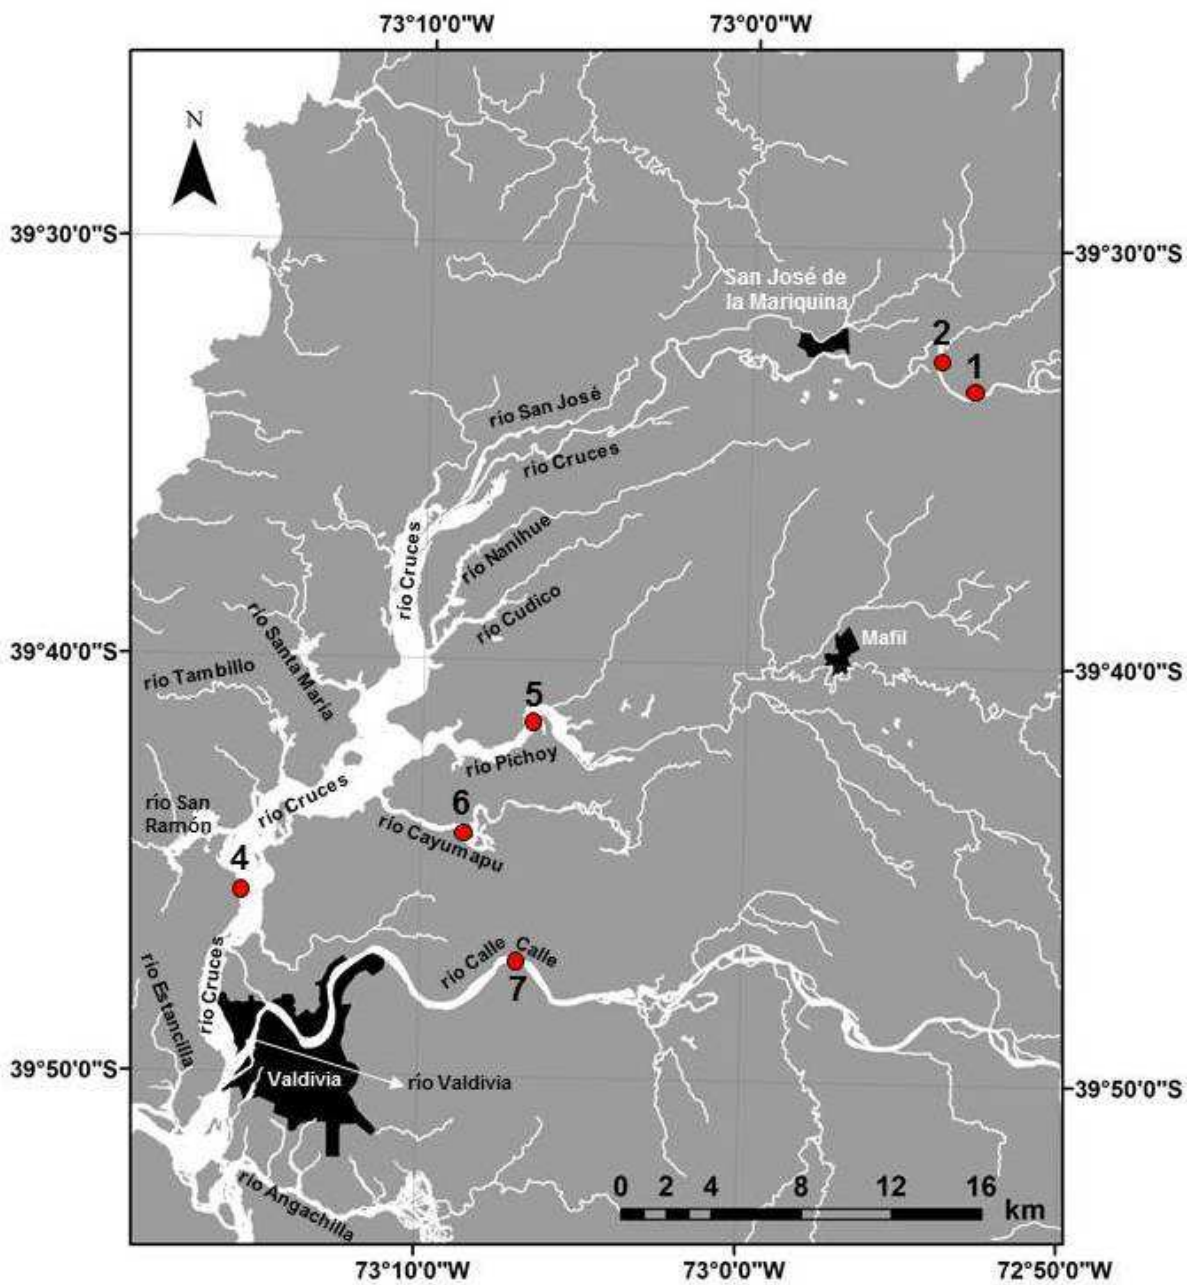 73°10'0"W
73°0'0"W
N
39°30'0"S
39°30'0"S
San José de
la Mariquina
2
1
río San José
río Cruces
río Cruces
río Nanihue
río Cudico
río Santa María
río Tambillo
39°40'0"S
39°40'0"S
Mafil
5
río Pichoy
río Cruces
río San
Ramón
6
río Cayumapu
4
río Calle Calle
7
río Cruces
río Estancilla
39°50'0"S
39°50'0"S
Valdivia
río Valdivia
río Angachilla
0 2 4 8 12 16
km
73°10'0"W
73°0'0"W
72°50'0"W